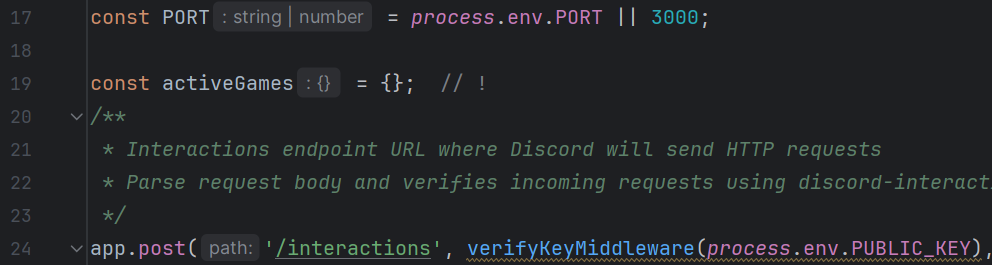 17 const PORT : string | number = process.env.PORT || 3000;
18
19 const activeGames : {} = {}; // !
20 /**
21 * Interactions endpoint URL where Discord will send HTTP requests
22 * Parse request body and verifies incoming requests using discord-interacti
23 */
24 app.post( path: '/interactions', verifyKeyMiddleware(process.env.PUBLIC_KEY),